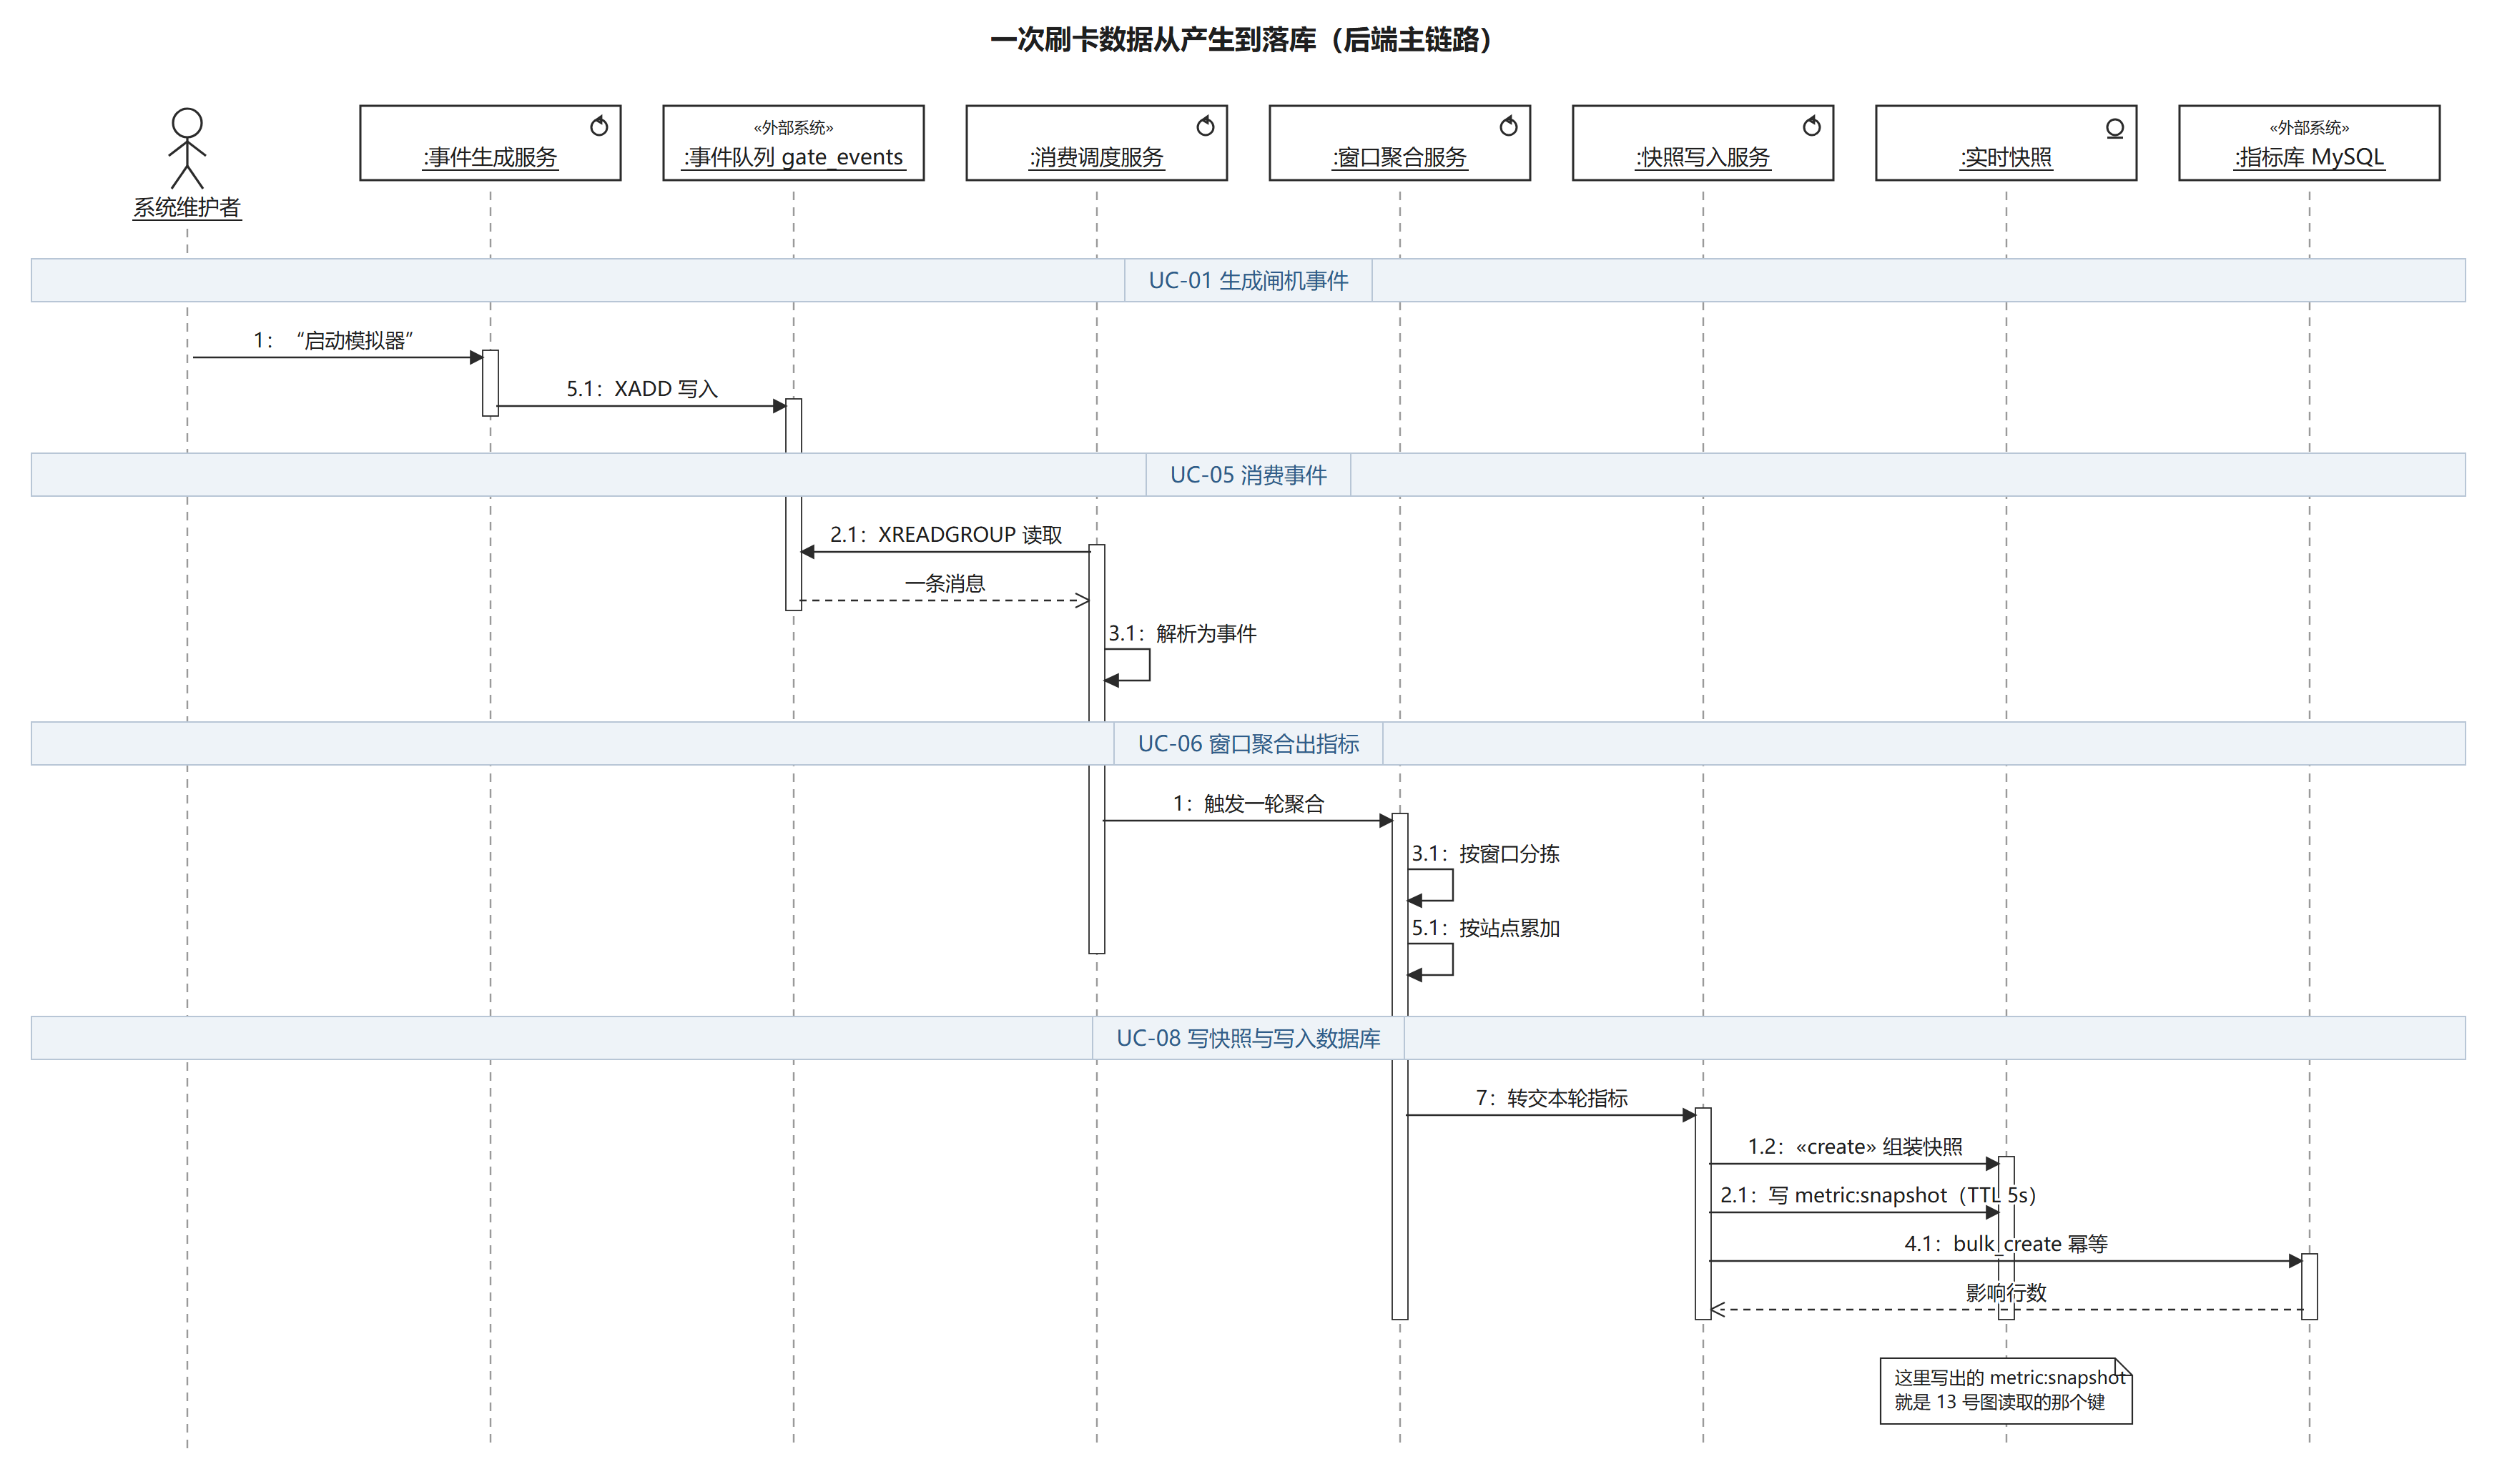 一次刷卡数据从产生到落库（后端主链路）
系统维护者
:事件生成服务
«外部系统»
:事件队列 gate_events
:消费调度服务
:窗口聚合服务
:快照写入服务
:实时快照
«外部系统»
:指标库 MySQL
UC-01 生成闸机事件
1：“启动模拟器”
5.1：XADD 写入
UC-05 消费事件
2.1：XREADGROUP 读取
一条消息
3.1：解析为事件
UC-06 窗口聚合出指标
1：触发一轮聚合
3.1：按窗口分拣
5.1：按站点累加
UC-08 写快照与写入数据库
7：转交本轮指标
1.2：«create» 组装快照
2.1：写 metric:snapshot（TTL 5s）
4.1：bulk_create 幂等
影响行数
这里写出的 metric:snapshot
就是 13 号图读取的那个键